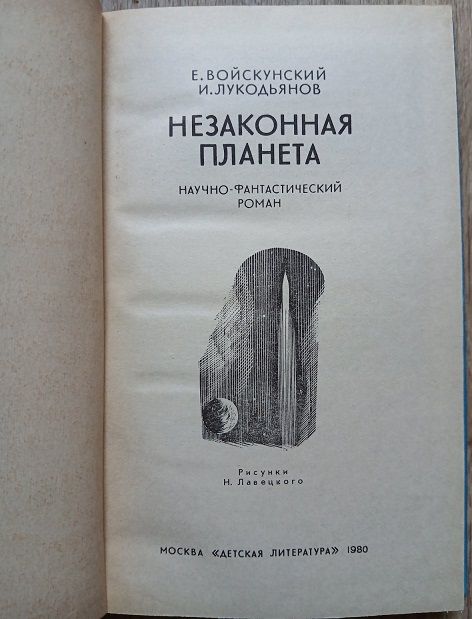 Е. ВОЙСКУНСКИЙ
И. ЛУКОДЬЯНОВ
НЕЗАКОННАЯ
ПЛАНЕТА
НАУЧНО-ФАНТАСТИЧЕСКИЙ
РОМАН
Рисунки
Н. Лавецкого
МОСКВА «ДЕТСКАЯ ЛИТЕРАТУРА» 1980